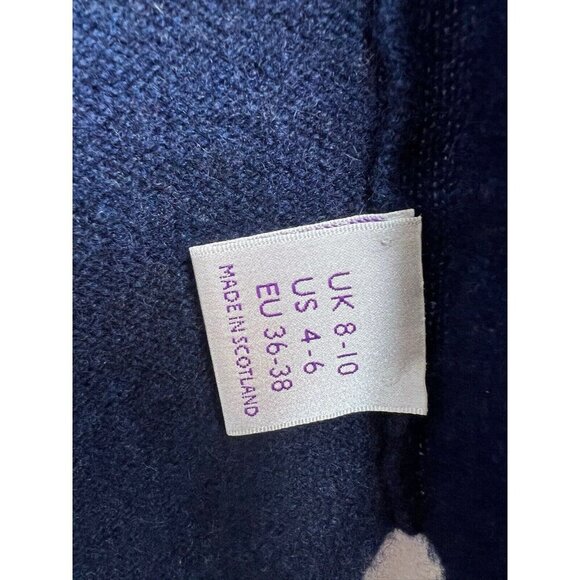 UK 8-10
US 4-6
EU 36-38
MADE IN SCOTLAND